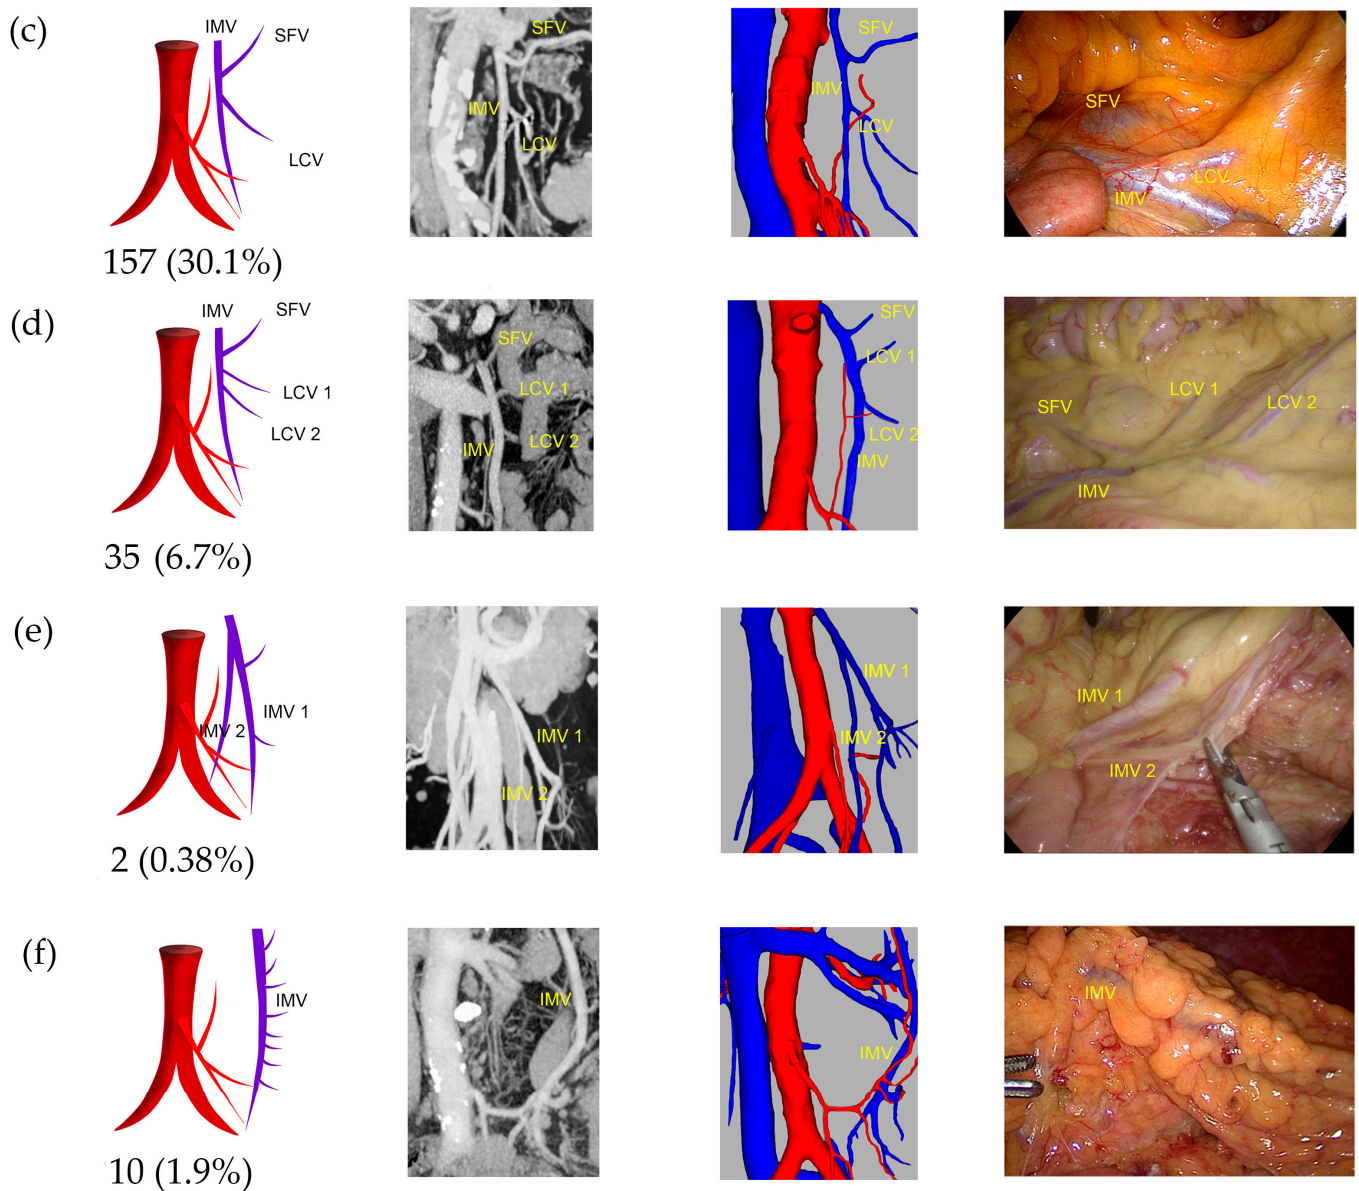 (c)
IMV
SFV
LCV
157 (30.1%)
SFV
IMV
LCV
SFV
IMV
LCV
SFV
LCV
IMV
(d)
IMV
SFV
LCV 1
LCV 2
35 (6.7%)
SFV
LCV 1
LCV 2
IMV
SFV
LCV 1
LCV 2
IMV
LCV 1
LCV 2
SFV
IMV
(e)
IMV 1
IMV 2
2 (0.38%)
IMV 1
IMV 2
IMV 1
IMV 2
IMV 1
IMV 2
(f)
IMV
10 (1.9%)
IMV
IMV
IMV